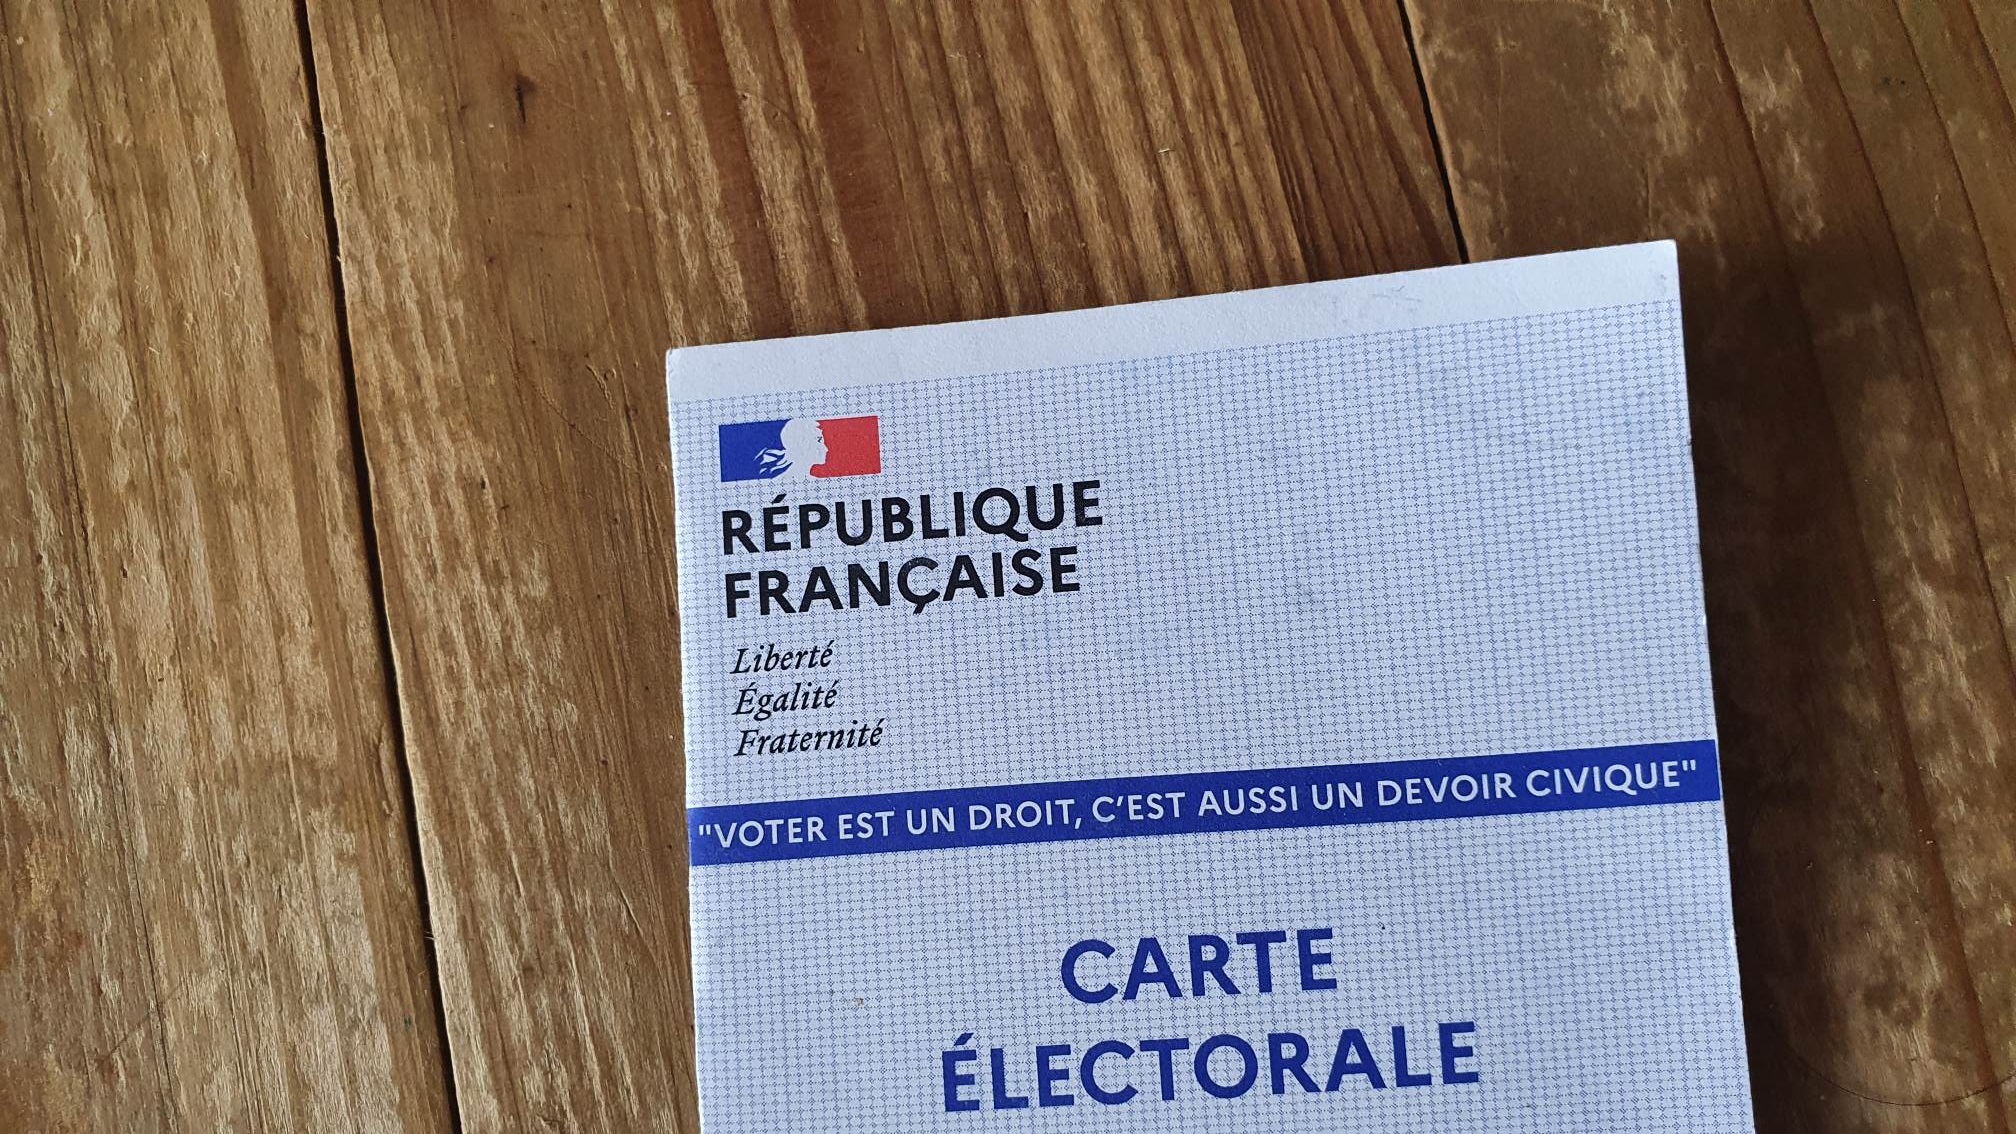 RÉPUBLIQUE
FRANÇAISE
Liberté
Égalité
Fraternité
"VOTER EST UN DROIT, C'EST AUSSI UN DEVOIR CIVIQUE"
CARTE
ÉLECTORALE